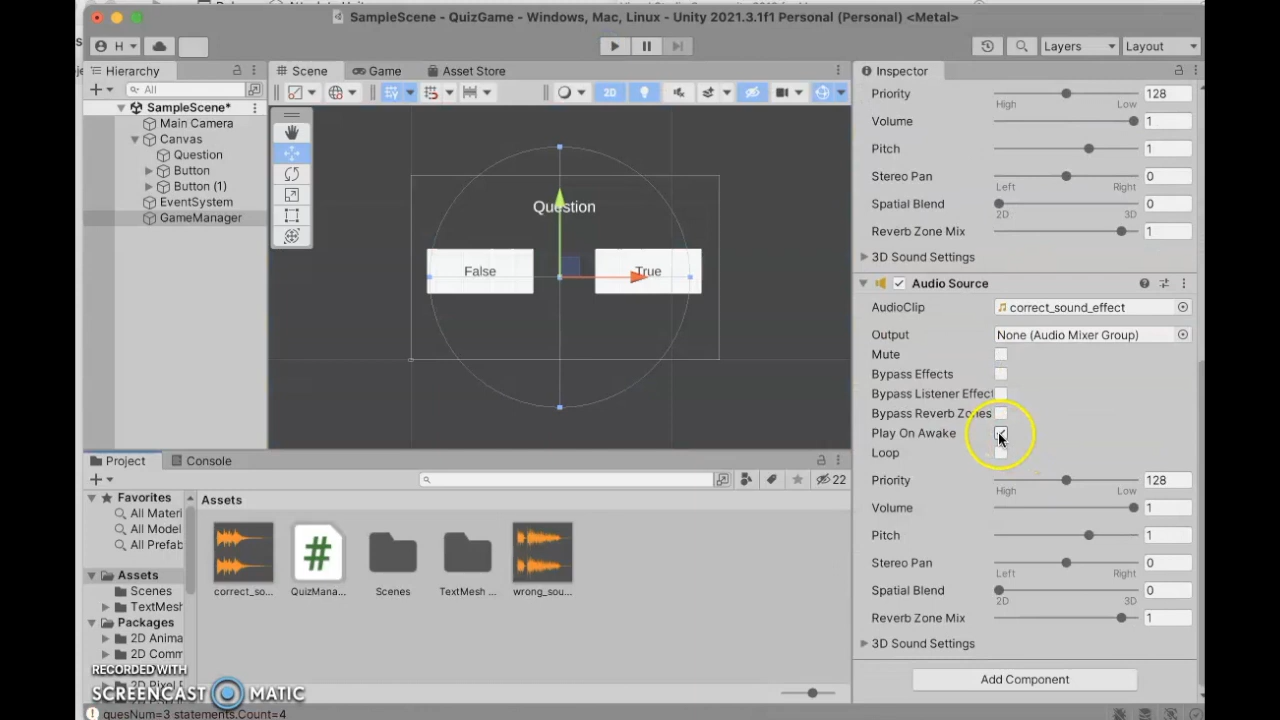 SampleScene - QuizGame - Windows, Mac, Linux - Unity 2021.3.1f1 Personal (Personal) <Metal>
H
Layers
Layout
Hierarchy
All
SampleScene*
Main Camera
Canvas
Question
Button
Button (1)
EventSystem
GameManager
Scene
Game
Asset Store
2D
Question
False
True
Inspector
Priority
128
High
Low
Volume
1
Pitch
1
Stereo Pan
0
Left
Right
Spatial Blend
0
2D
3D
Reverb Zone Mix
1
3D Sound Settings
Audio Source
AudioClip
correct_sound_effect
Output
None (Audio Mixer Group)
Mute
Bypass Effects
Bypass Listener Effect
Bypass Reverb Zones
Play On Awake
Loop
Priority
128
High
Low
Volume
1
Pitch
1
Stereo Pan
0
Left
Right
Spatial Blend
0
2D
3D
Reverb Zone Mix
1
3D Sound Settings
Add Component
Project
Console
22
Favorites
All Materi
All Model
All Prefab
Assets
Scenes
TextMesh
Packages
2D Anima
2D Comm
2D Pixel
Assets
correct_so...
#
QuizMana...
Scenes
TextMesh ...
wrong_sou...
RECORDED WITH
SCREENCAST MATIC
quesNum=3 statements.Count=4